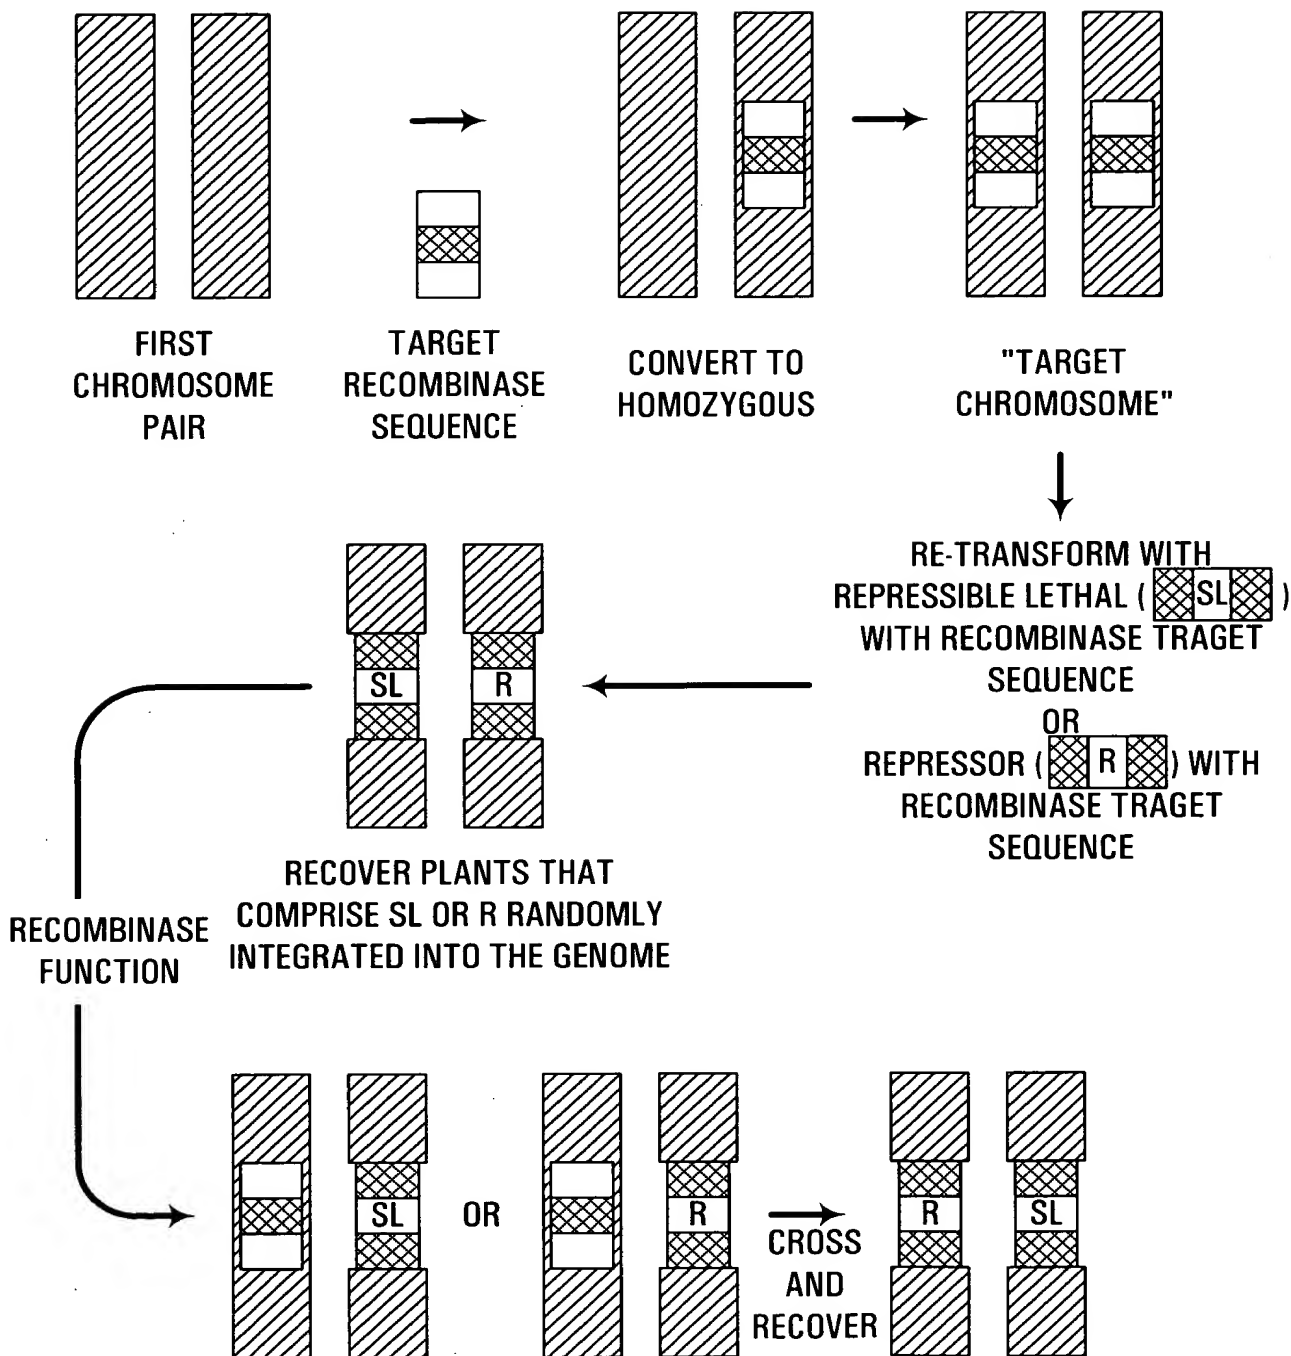 FIRST
CHROMOSOME
PAIR
TARGET
RECOMBINASE
SEQUENCE
CONVERT TO
HOMOZYGOUS
"TARGET
CHROMOSOME"
RE-TRANSFORM WITH
REPRESSIBLE LETHAL ( SL )
WITH RECOMBINASE TRAGET
SEQUENCE
OR
REPRESSOR ( R ) WITH
RECOMBINASE TRAGET
SEQUENCE
SL
R
RECOVER PLANTS THAT
COMPRISE SL OR R RANDOMLY
INTEGRATED INTO THE GENOME
RECOMBINASE
FUNCTION
SL
OR
R
CROSS
AND
RECOVER
R
SL